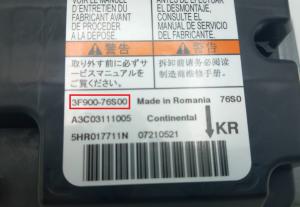 VOIR LE MANUEL
D'ENTRETIEN DU
FABRICANT AVANT
DE PROCEDER
A LA DEPOSE
ANTES DE EFECTUAR
EL DESMONTAJE,
CONSULTE EL
MANUAL DE SERVICIO
DEL FABRICANTE.
警告
取り外す前に必ずサ
ービスマニュアルを
ご覧ください。
警告
拆卸前请务必阅读
制造商维修手册.
3F900-76S00 Made in Romania 76S0
A3C03111005 Continental
5HR017711N 07210521 KR